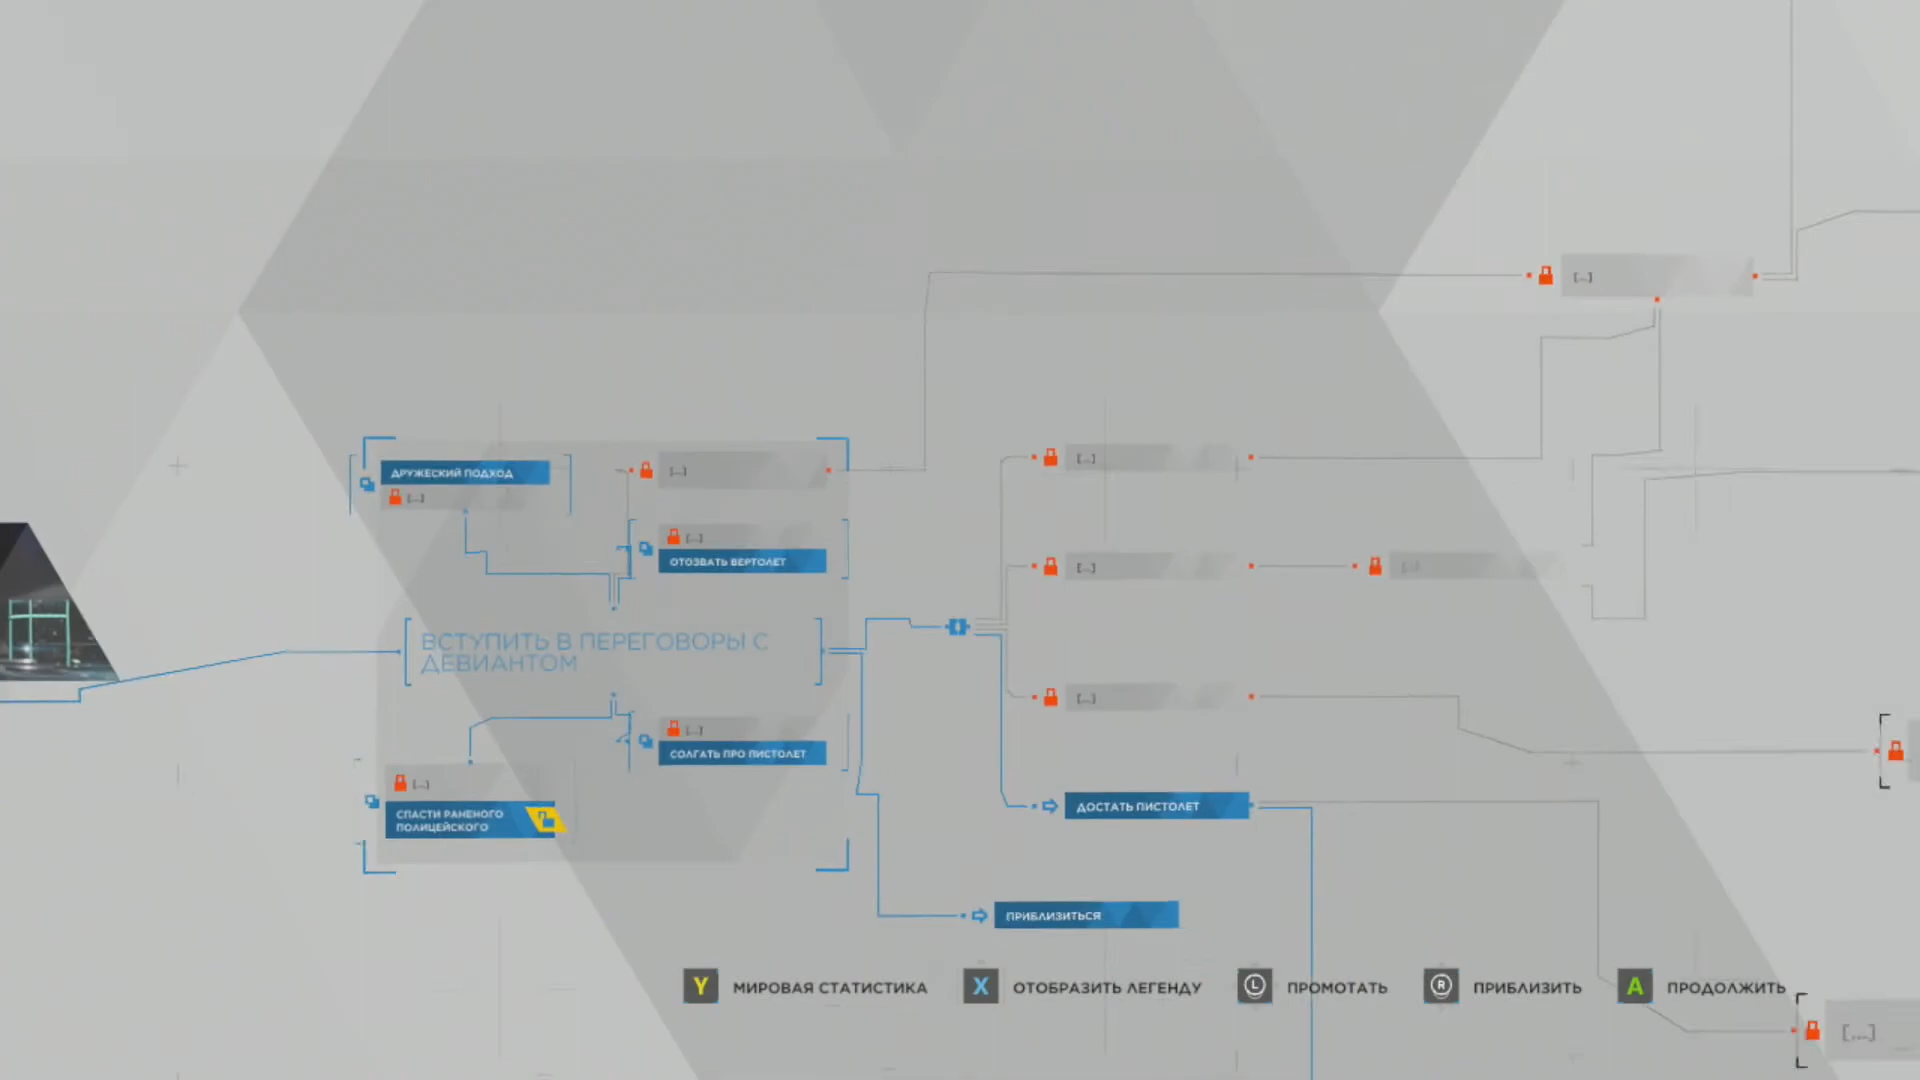 [...]
ДРУЖЕСКИЙ ПОДХОД
[...]
[...]
[...]
ОТОЗВАТЬ ВЕРТОЛЕТ
ВСТУПИТЬ В ПЕРЕГОВОРЫ С
ДЕВИАНТОМ
[...]
СОЛГАТЬ ПРО ПИСТОЛЕТ
[...]
СПАСТИ РАНЕНОГО
ПОЛИЦЕЙСКОГО
[...]
[...]
[...]
[...]
ДОСТАТЬ ПИСТОЛЕТ
ПРИБЛИЗИТЬСЯ
Y МИРОВАЯ СТАТИСТИКА X ОТОБРАЗИТЬ ЛЕГЕНДУ L ПРОМОТАТЬ R ПРИБЛИЗИТЬ A ПРОДОЛЖИТЬ
[...]